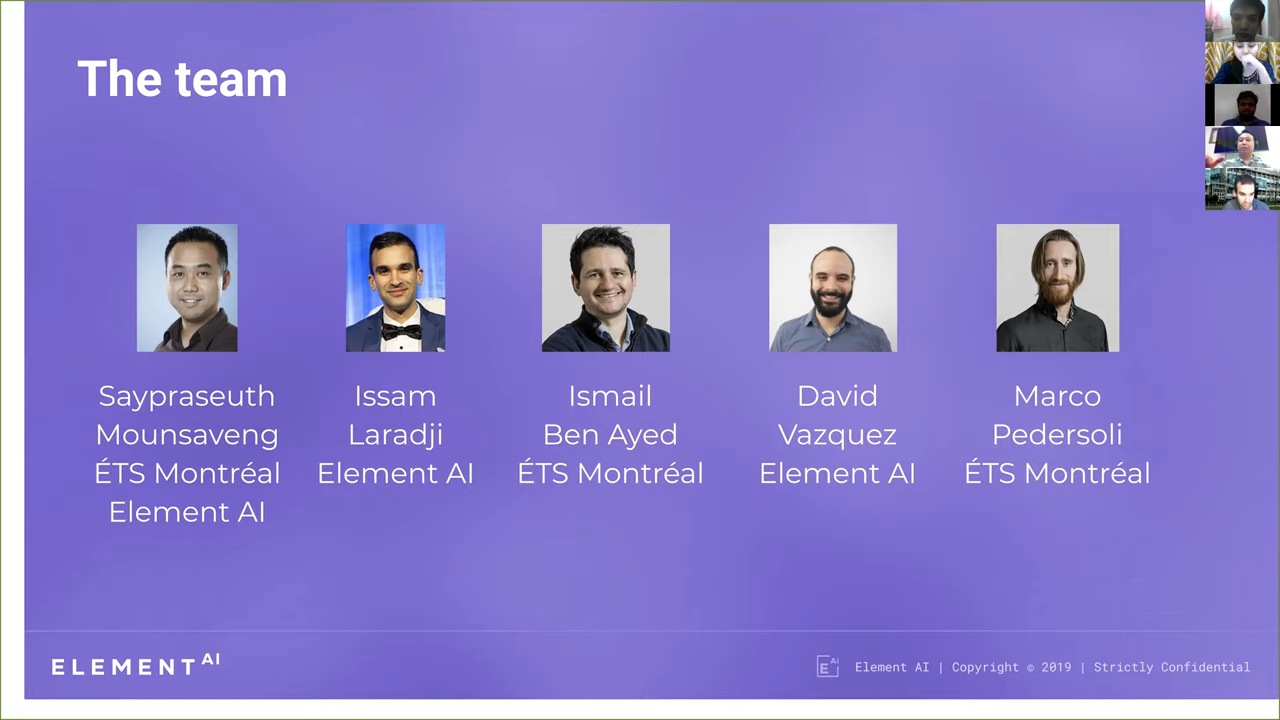 The team
Saypraseuth
Mounsaveng
ÉTS Montréal
Element AI
Issam
Laradji
Element AI
Ismail
Ben Ayed
ÉTS Montréal
David
Vazquez
Element AI
Marco
Pedersoli
ÉTS Montréal
ELEMENT AI
E AI Element AI | Copyright © 2019 | Strictly Confidential